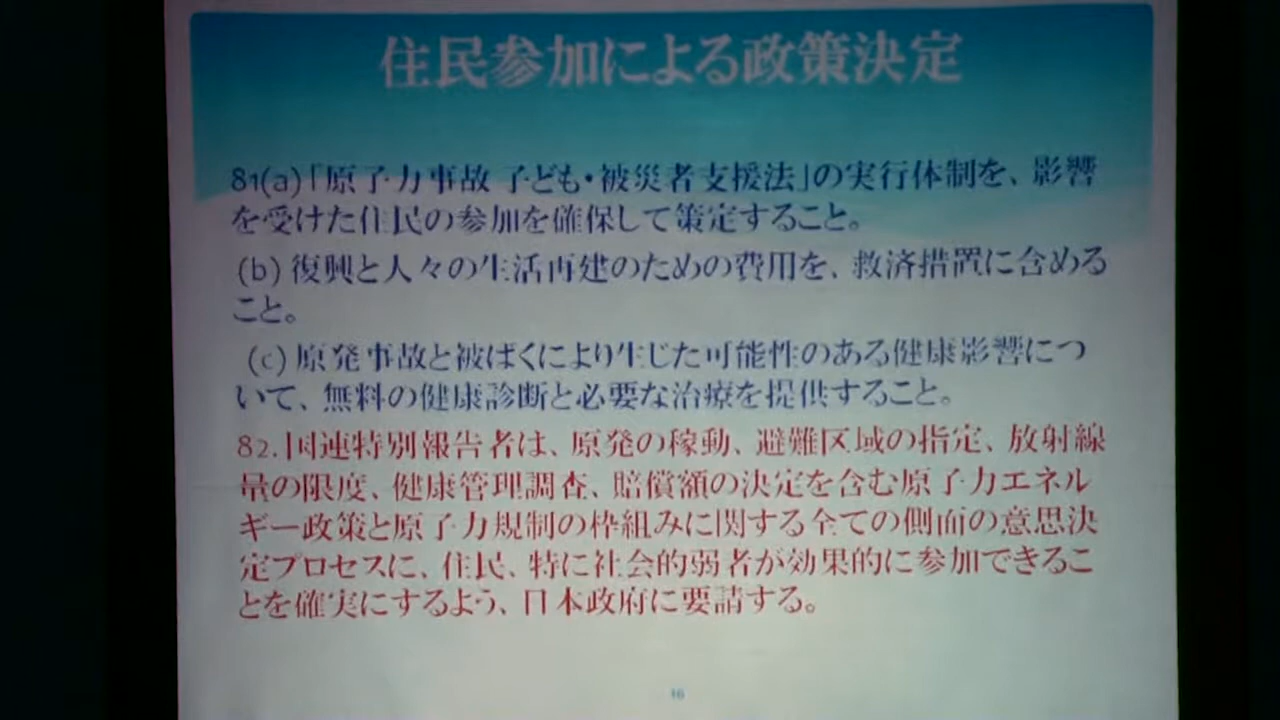 住民参加による政策決定
81(a)「原子力事故 子ども・被災者支援法」の実行体制を、影響
を受けた住民の参加を確保して策定すること。
(b) 復興と人々の生活再建のための費用を、救済措置に含める
こと。
(c) 原発事故と被ばくにより生じた可能性のある健康影響につ
いて、無料の健康診断と必要な治療を提供すること。
82. 国連特別報告者は、原発の稼動、避難区域の指定、放射線
量の限度、健康管理調査、賠償額の決定を含む原子力エネル
ギー政策と原子力規制の枠組みに関する全ての側面の意思決
定プロセスに、住民、特に社会的弱者が効果的に参加できるこ
とを確実にするよう、日本政府に要請する。
16